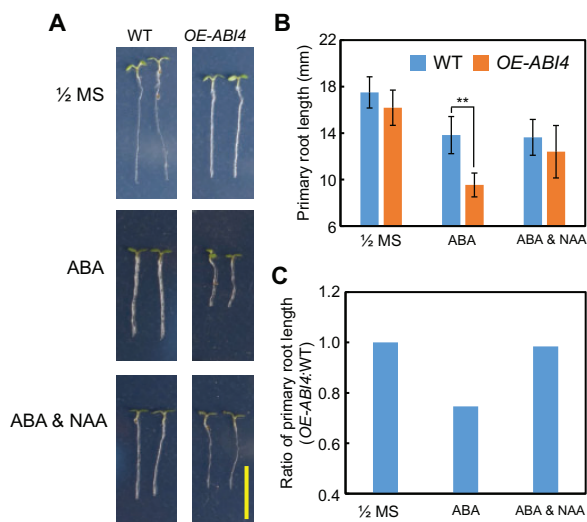 A
WT OE-ABI4
½ MS
ABA
ABA & NAA
B
Primary root length (mm)
22
18
14
10
6
WT OE-ABI4
**
½ MS ABA ABA & NAA
C
Ratio of primary root length
(OE-ABI4:WT)
1.2
1.0
0.8
0.6
0.4
½ MS ABA ABA & NAA